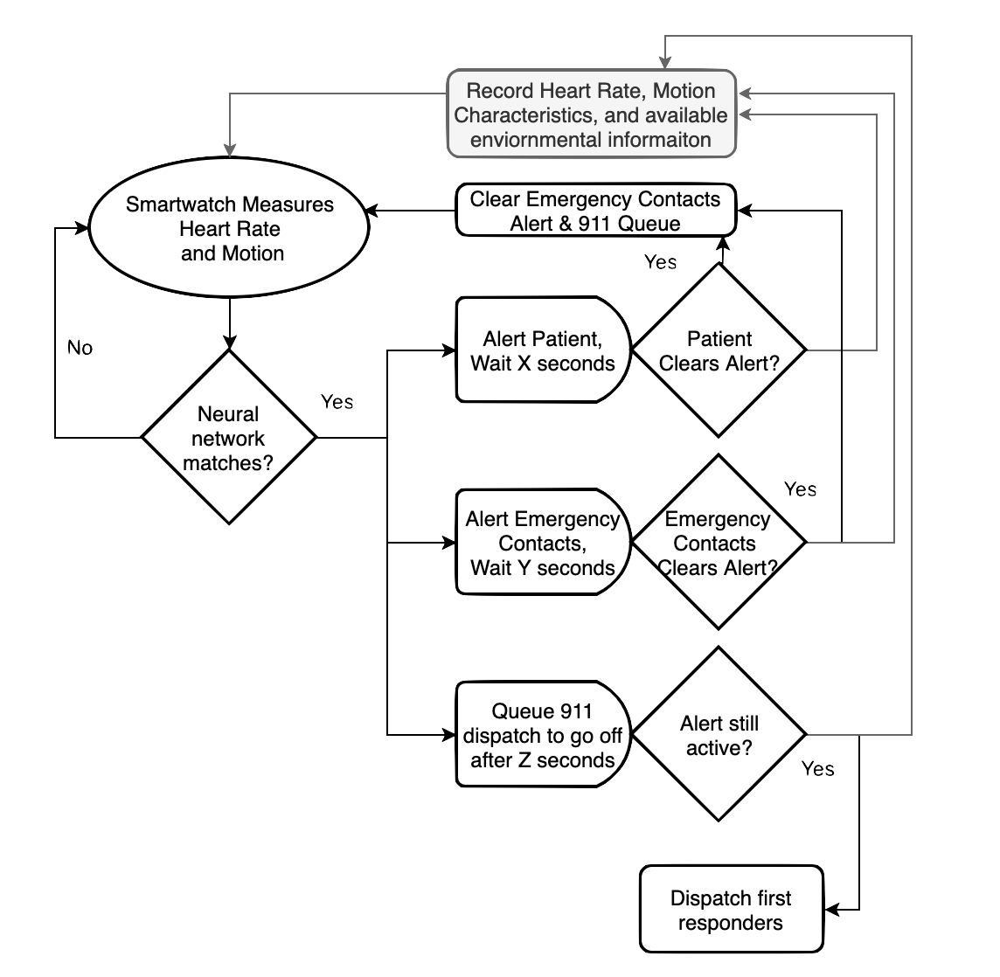 Record Heart Rate, Motion
Characteristics, and available
enviornmental informaiton
Smartwatch Measures
Heart Rate
and Motion
Clear Emergency Contacts
Alert & 911 Queue
Yes
No
Alert Patient,
Wait X seconds
Patient
Clears Alert?
Yes
Neural
network
matches?
Yes
Alert Emergency
Contacts,
Wait Y seconds
Emergency
Contacts
Clears Alert?
Queue 911
dispatch to go off
after Z seconds
Alert still
active?
Yes
Dispatch first
responders